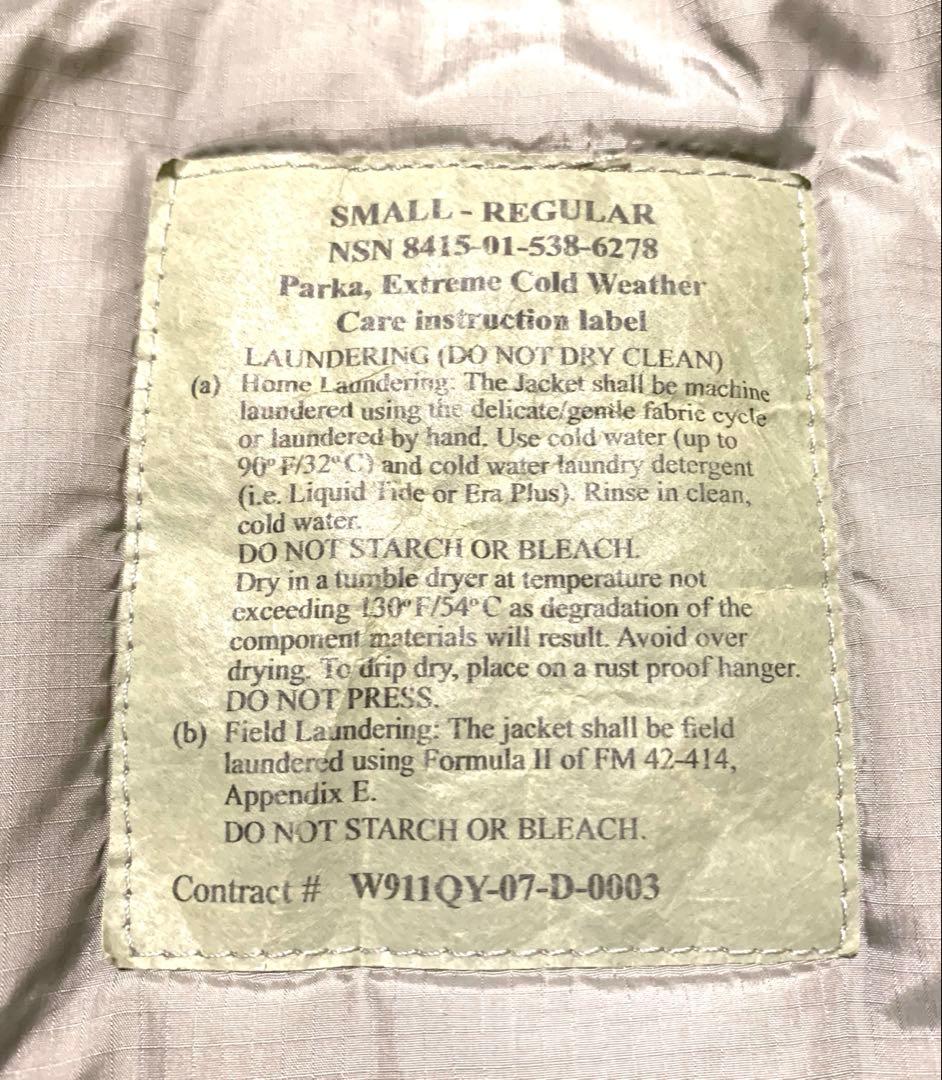 SMALL - REGULAR
NSN 8415-01-538-6278
Parka, Extreme Cold Weather
Care instruction label
LAUNDERING (DO NOT DRY CLEAN)
(a) Home Laundering: The Jacket shall be machine
laundered using the delicate/gentle fabric cycle
or laundered by hand. Use cold water (up to
90° F/32° C) and cold water laundry detergent
(i.e. Liquid Tide or Era Plus). Rinse in clean,
cold water.
DO NOT STARCH OR BLEACH.
Dry in a tumble dryer at temperature not
exceeding 130° F/54° C as degradation of the
component materials will result. Avoid over
drying. To drip dry, place on a rust proof hanger.
DO NOT PRESS.
(b) Field Laundering: The jacket shall be field
laundered using Formula II of FM 42-414,
Appendix E.
DO NOT STARCH OR BLEACH.
Contract # W911QY-07-D-0003